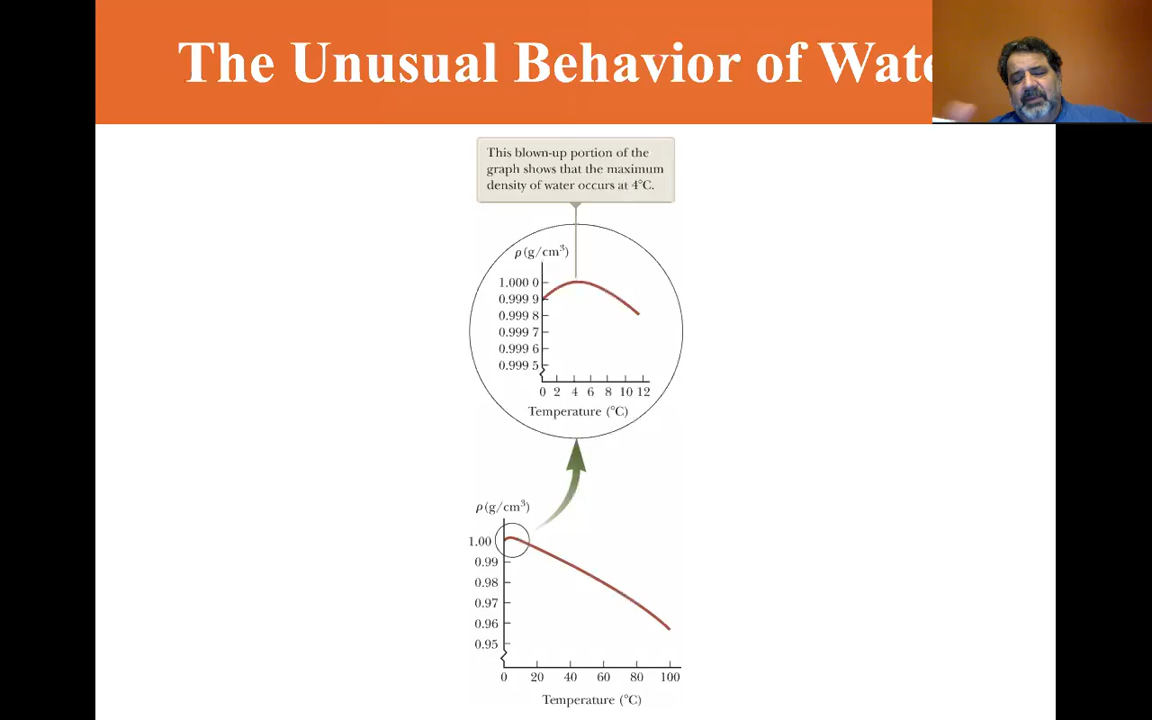 The Unusual Behavior of Wate
This blown-up portion of the
graph shows that the maximum
density of water occurs at 4°C.
ρ (g/cm³)
1.000 0
0.999 9
0.999 8
0.999 7
0.999 6
0.999 5
0 2 4 6 8 10 12
Temperature (°C)
ρ (g/cm³)
1.00
0.99
0.98
0.97
0.96
0.95
0 20 40 60 80 100
Temperature (°C)